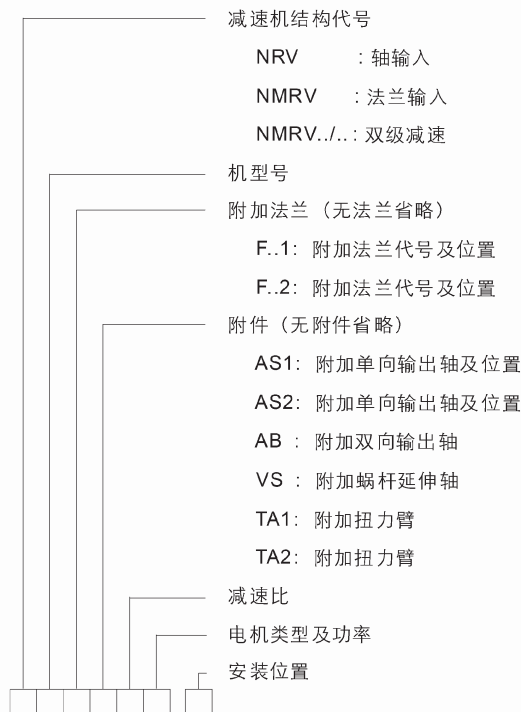 减速机结构代号
NRV : 轴输入
NMRV : 法兰输入
NMRV../.. : 双级减速
机型号
附加法兰（无法兰省略）
F..1: 附加法兰代号及位置
F..2: 附加法兰代号及位置
附件（无附件省略）
AS1: 附加单向输出轴及位置
AS2: 附加单向输出轴及位置
AB : 附加双向输出轴
VS : 附加蜗杆延伸轴
TA1: 附加扭力臂
TA2: 附加扭力臂
减速比
电机类型及功率
安装位置